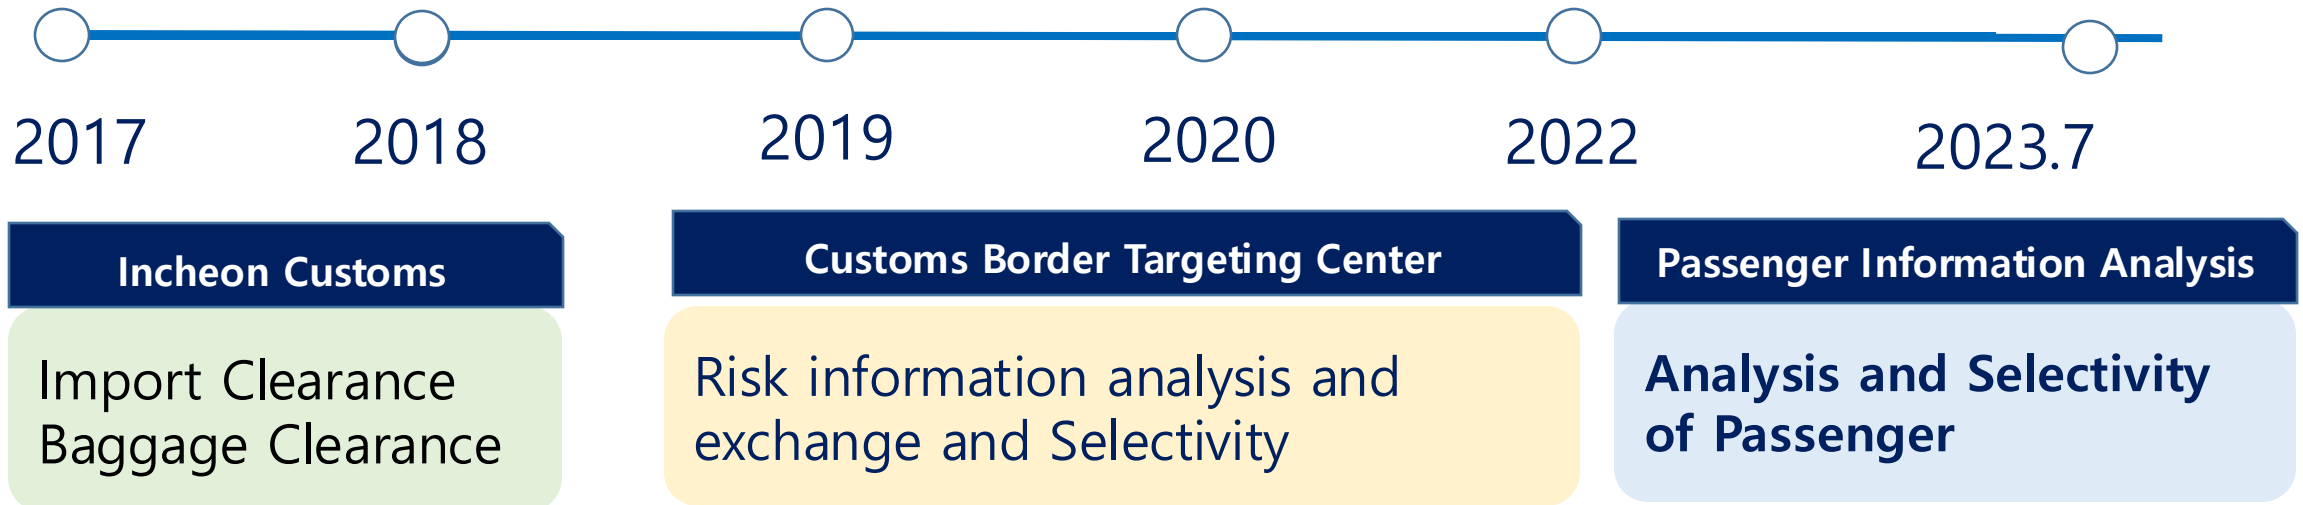 2017
2018
2019
2020
2022
2023.7
Incheon Customs
Import Clearance
Baggage Clearance
Customs Border Targeting Center
Risk information analysis and
exchange and Selectivity
Passenger Information Analysis
Analysis and Selectivity
of Passenger